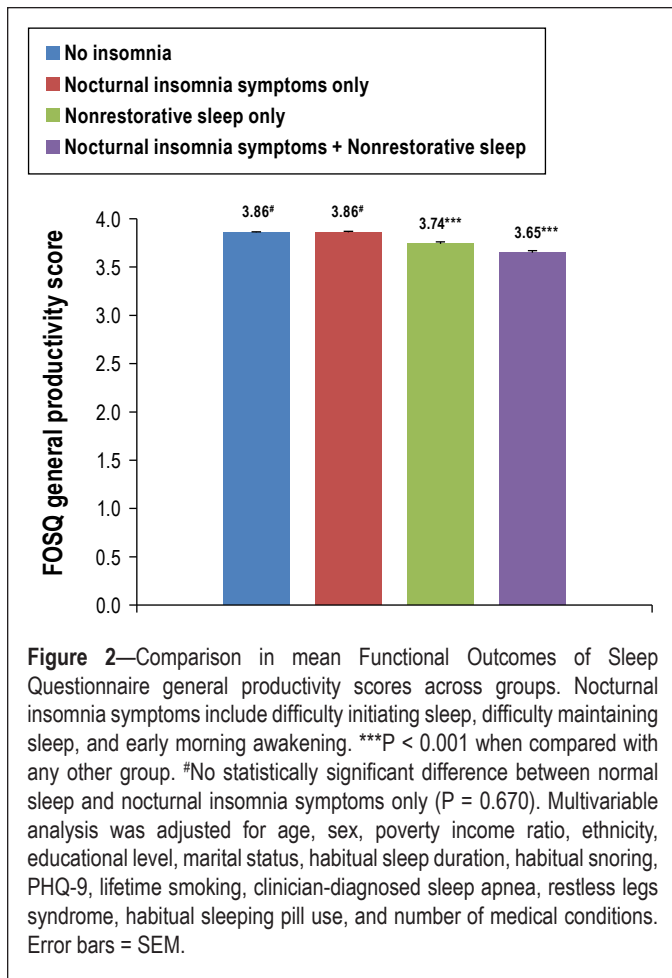 No insomnia
Nocturnal insomnia symptoms only
Nonrestorative sleep only
Nocturnal insomnia symptoms + Nonrestorative sleep
FOSQ general productivity score
4.0
3.5
3.0
2.5
2.0
1.5
1.0
0.5
0.0
3.86#
3.86#
3.74***
3.65***
Figure 2—Comparison in mean Functional Outcomes of Sleep
Questionnaire general productivity scores across groups. Nocturnal
insomnia symptoms include difficulty initiating sleep, difficulty maintaining
sleep, and early morning awakening. ***P < 0.001 when compared with
any other group. #No statistically significant difference between normal
sleep and nocturnal insomnia symptoms only (P = 0.670). Multivariable
analysis was adjusted for age, sex, poverty income ratio, ethnicity,
educational level, marital status, habitual sleep duration, habitual snoring,
PHQ-9, lifetime smoking, clinician-diagnosed sleep apnea, restless legs
syndrome, habitual sleeping pill use, and number of medical conditions.
Error bars = SEM.